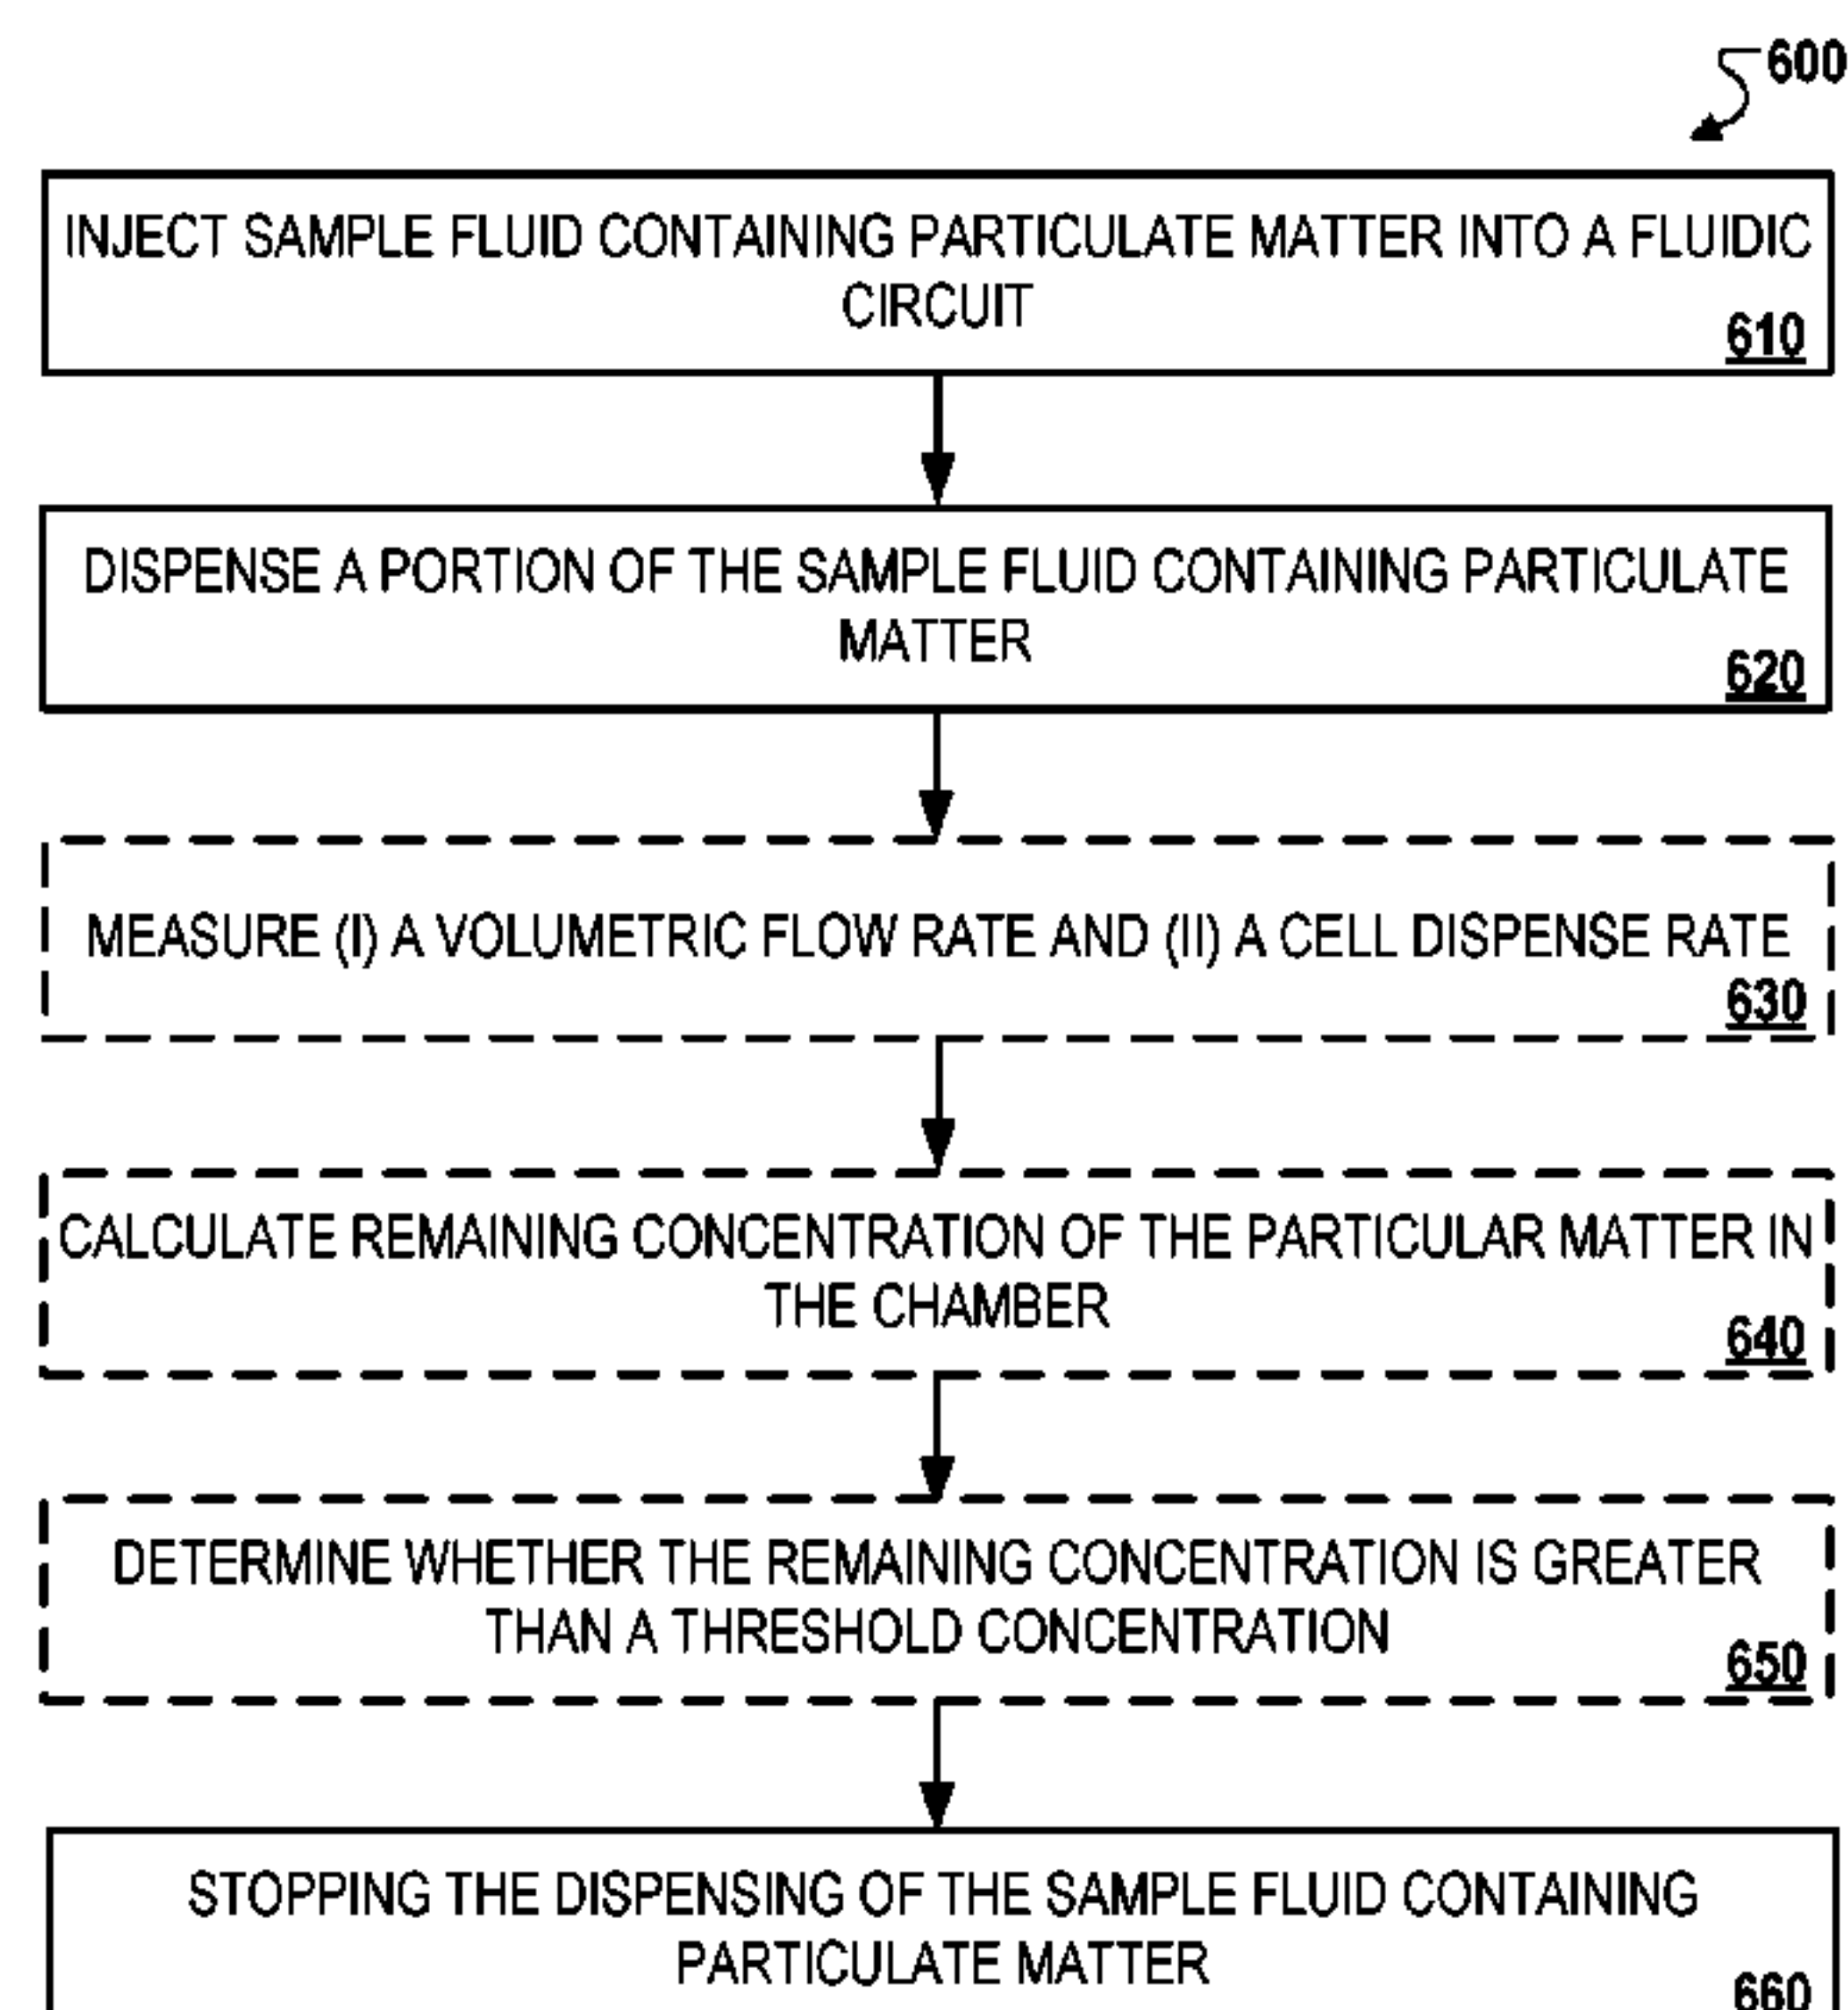 600
INJECT SAMPLE FLUID CONTAINING PARTICULATE MATTER INTO A FLUIDIC
CIRCUIT
610
DISPENSE A PORTION OF THE SAMPLE FLUID CONTAINING PARTICULATE
MATTER
620
MEASURE (I) A VOLUMETRIC FLOW RATE AND (II) A CELL DISPENSE RATE
630
CALCULATE REMAINING CONCENTRATION OF THE PARTICULAR MATTER IN
THE CHAMBER
640
DETERMINE WHETHER THE REMAINING CONCENTRATION IS GREATER
THAN A THRESHOLD CONCENTRATION
650
STOPPING THE DISPENSING OF THE SAMPLE FLUID CONTAINING
PARTICULATE MATTER
660